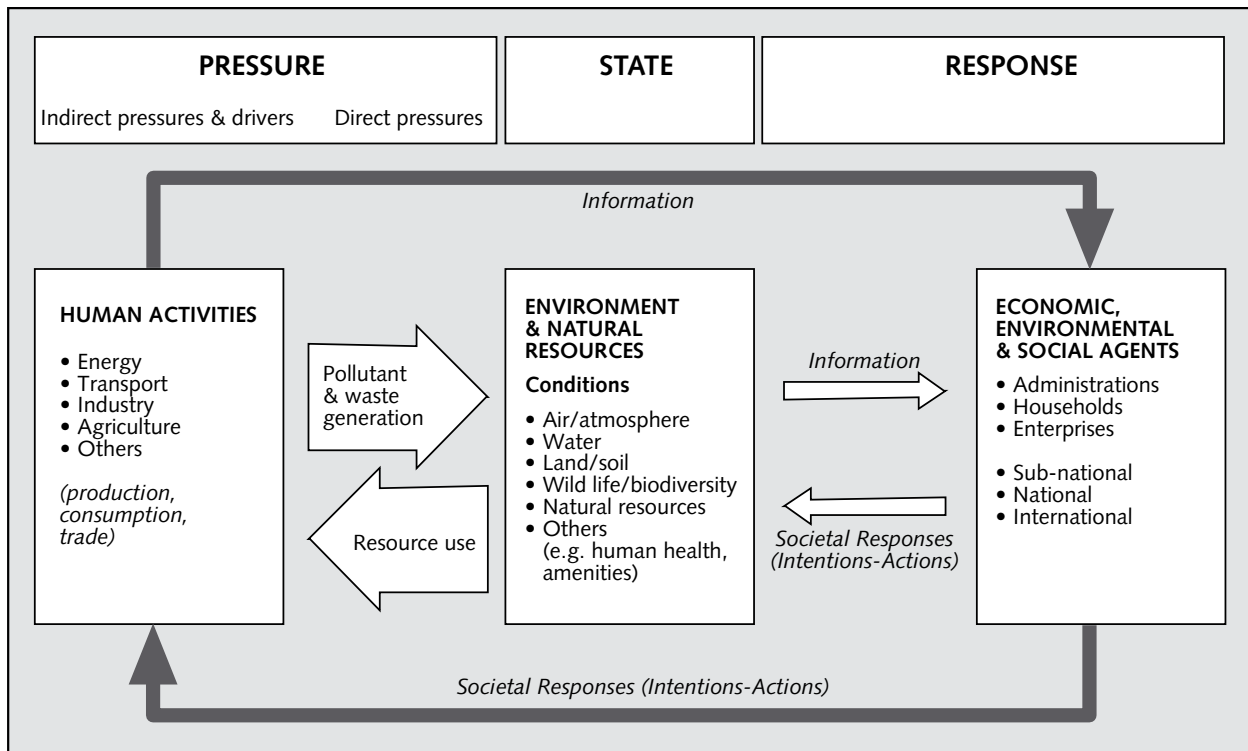 PRESSURE
Indirect pressures & drivers
Direct pressures
STATE
RESPONSE
Information
HUMAN ACTIVITIES
• Energy
• Transport
• Industry
• Agriculture
• Others
(production,
consumption,
trade)
Pollutant
& waste
generation
Resource use
ENVIRONMENT
& NATURAL
RESOURCES
Conditions
• Air/atmosphere
• Water
• Land/soil
• Wild life/biodiversity
• Natural resources
• Others
(e.g. human health,
amenities)
Information
Societal Responses
(Intentions-Actions)
ECONOMIC,
ENVIRONMENTAL
& SOCIAL AGENTS
• Administrations
• Households
• Enterprises
• Sub-national
• National
• International
Societal Responses (Intentions-Actions)